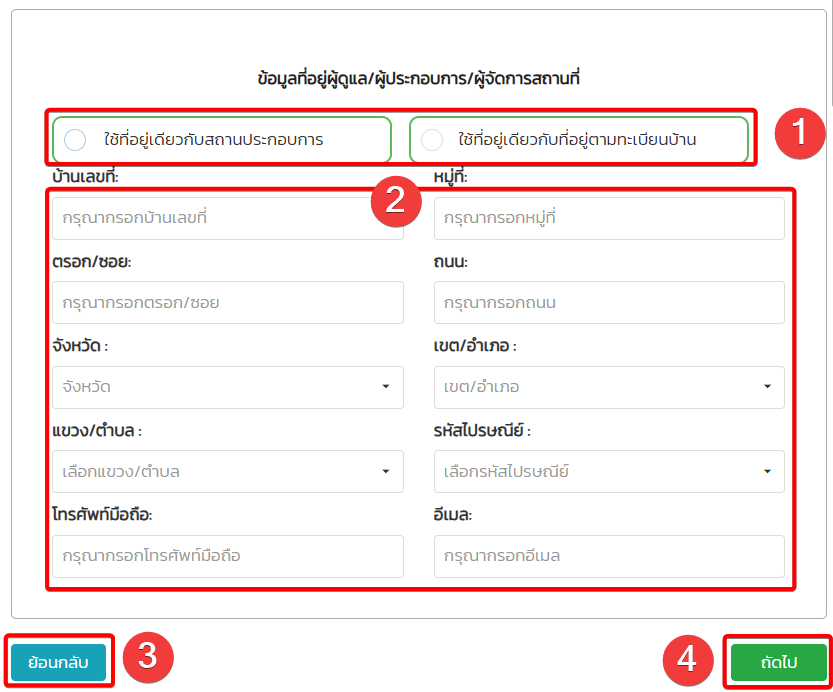 ข้อมูลที่อยู่ผู้ดูแล/ผู้ประกอบการ/ผู้จัดการสถานที่
ใช้ที่อยู่เดียวกับสถานประกอบการ ใช้ที่อยู่เดียวกับที่อยู่ตามทะเบียนบ้าน 1
บ้านเลขที่: หมู่ที่:
2
กรุณากรอกบ้านเลขที่ กรุณากรอกหมู่ที่
ตรอก/ซอย: ถนน:
กรุณากรอกตรอก/ซอย กรุณากรอกถนน
จังหวัด : เขต/อำเภอ :
จังหวัด เขต/อำเภอ
แขวง/ตำบล : รหัสไปรษณีย์ :
เลือกแขวง/ตำบล เลือกรหัสไปรษณีย์
โทรศัพท์มือถือ: อีเมล:
กรุณากรอกโทรศัพท์มือถือ กรุณากรอกอีเมล
ย้อนกลับ 3 4 ถัดไป